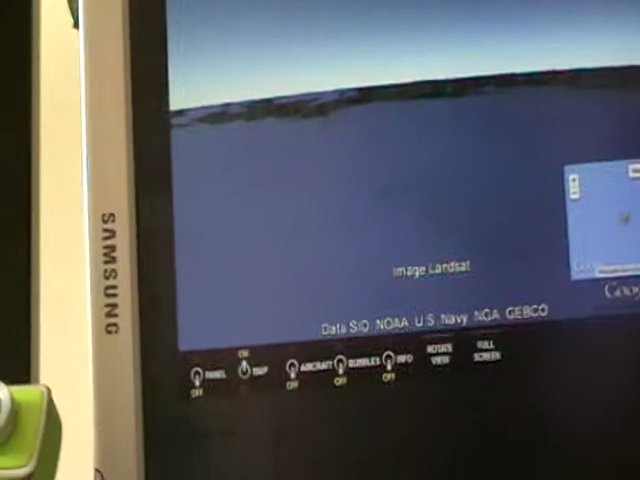 SAMSUNG
Image Landsat
Data SIO NOAA U.S. Navy NGA GEBCO
ON
PANEL
MAP
AIRCRAFT
BUBBLES
INFO
ROTATE
VIEW
FULL
SCREEN
OFF
OFF
OFF
OFF